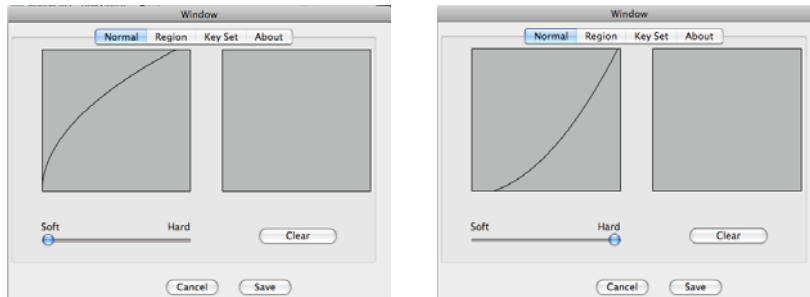 Window
Normal Region Key Set About
Soft Hard
Clear
Cancel Save
Window
Normal Region Key Set About
Soft Hard
Clear
Cancel Save